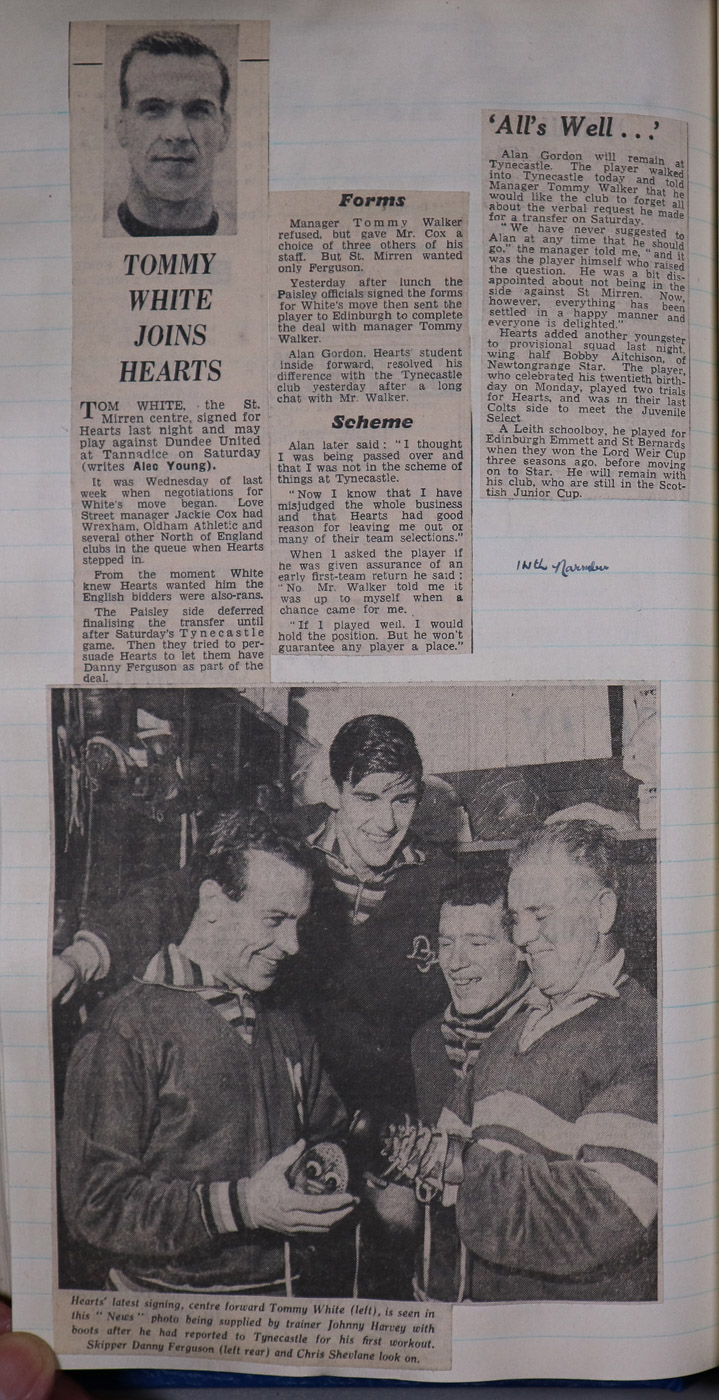 TOMMY
WHITE
JOINS
HEARTS
TOM WHITE, the St.
Mirren centre, signed for
Hearts last night and may
play against Dundee United
at Tannadice on Saturday
(writes Alec Young).
It was Wednesday of last
week when negotiations for
White's move began. Love
Street manager Jackie Cox had
Wrexham, Oldham Athletic and
several other North of England
clubs in the queue when Hearts
stepped in.
From the moment White
knew Hearts wanted him the
English bidders were also-rans.
The Paisley side deferred
finalising the transfer until
after Saturday's Tynecastle
game. Then they tried to per-
suade Hearts to let them have
Danny Ferguson as part of the
deal.
Forms
Manager Tommy Walker
refused, but gave Mr. Cox a
choice of three others of his
staff. But St. Mirren wanted
only Ferguson.
Yesterday after lunch the
Paisley officials signed the forms
for White's move then sent the
player to Edinburgh to complete
the deal with manager Tommy
Walker.
Alan Gordon, Hearts' student
inside forward, resolved his
difference with the Tynecastle
club yesterday after a long
chat with Mr. Walker.
Scheme
Alan later said: "I thought
I was being passed over and
that I was not in the scheme of
things at Tynecastle.
"Now I know that I have
misjudged the whole business
and that Hearts had good
reason for leaving me out or
many of their team selections."
When I asked the player if
he was given assurance of an
early first-team return he said:
"No. Mr. Walker told me it
was up to myself when a
chance came for me.
"If I played well, I would
hold the position. But he won't
guarantee any player a place."
'All's Well . . .'
Alan Gordon will remain at
Tynecastle. The player walked
into Tynecastle today and told
Manager Tommy Walker that he
would like the club to forget all
about the verbal request he made
for a transfer on Saturday.
"We have never suggested to
Alan at any time that he should
go," the manager told me, "and it
was the player himself who raised
the question. He was a bit dis-
appointed about not being in the
side against St Mirren. Now,
however, everything has been
settled in a happy manner and
everyone is delighted."
Hearts added another youngster
to provisional squad last night,
wing half Bobby Aitchison, of
Newtongrange Star. The player,
who celebrated his twentieth birth-
day on Monday, played two trials
for Hearts, and was in their last
Colts side to meet the Juvenile
Select.
A Leith schoolboy, he played for
Edinburgh Emmett and St Bernards
when they won the Lord Weir Cup
three seasons ago, before moving
on to Star. He will remain with
his club, who are still in the Scot-
tish Junior Cup.
Hearts' latest signing, centre forward Tommy White (left), is seen in
this "News" photo being supplied by trainer Johnny Harvey with
boots after he had reported to Tynecastle for his first workout.
Skipper Danny Ferguson (left rear) and Chris Shevlane look on.